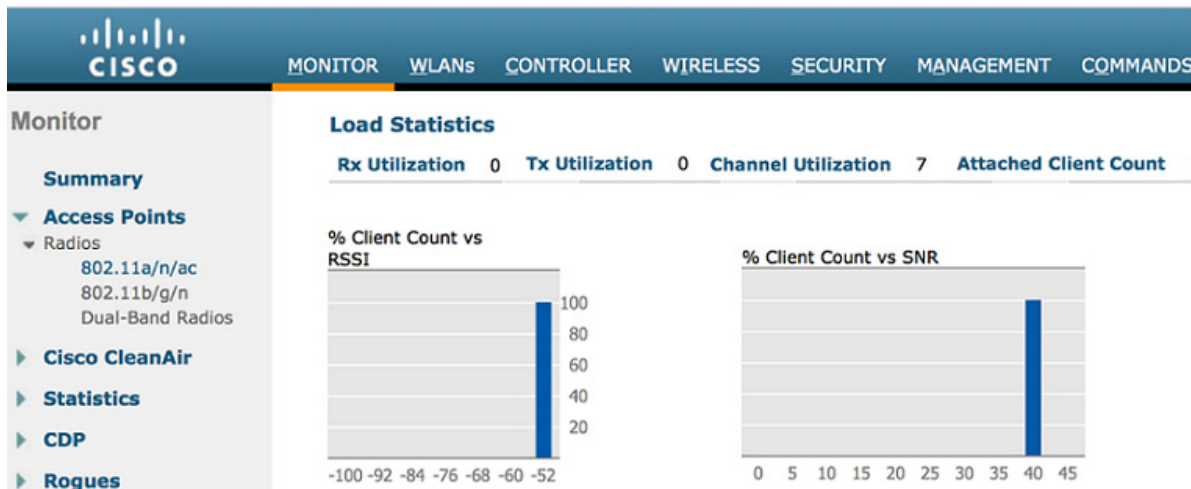 CISCO
MONITOR WLANs CONTROLLER WIRELESS SECURITY MANAGEMENT COMMANDS
Monitor
Summary
Access Points
Radios
802.11a/n/ac
802.11b/g/n
Dual-Band Radios
Cisco CleanAir
Statistics
CDP
Rogues
Load Statistics
Rx Utilization 0 Tx Utilization 0 Channel Utilization 7 Attached Client Count
% Client Count vs
RSSI
100
80
60
40
20
-100 -92 -84 -76 -68 -60 -52
% Client Count vs SNR
0 5 10 15 20 25 30 35 40 45